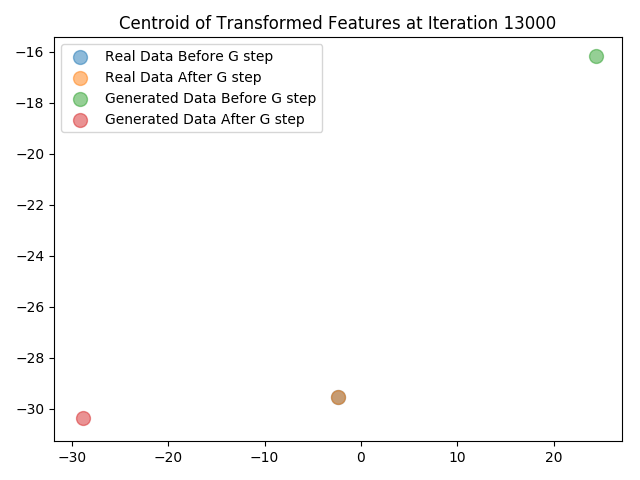 Centroid of Transformed Features at Iteration 13000
Real Data Before G step
Real Data After G step
Generated Data Before G step
Generated Data After G step
−16
−18
−20
−22
−24
−26
−28
−30
−30
−20
−10
0
10
20